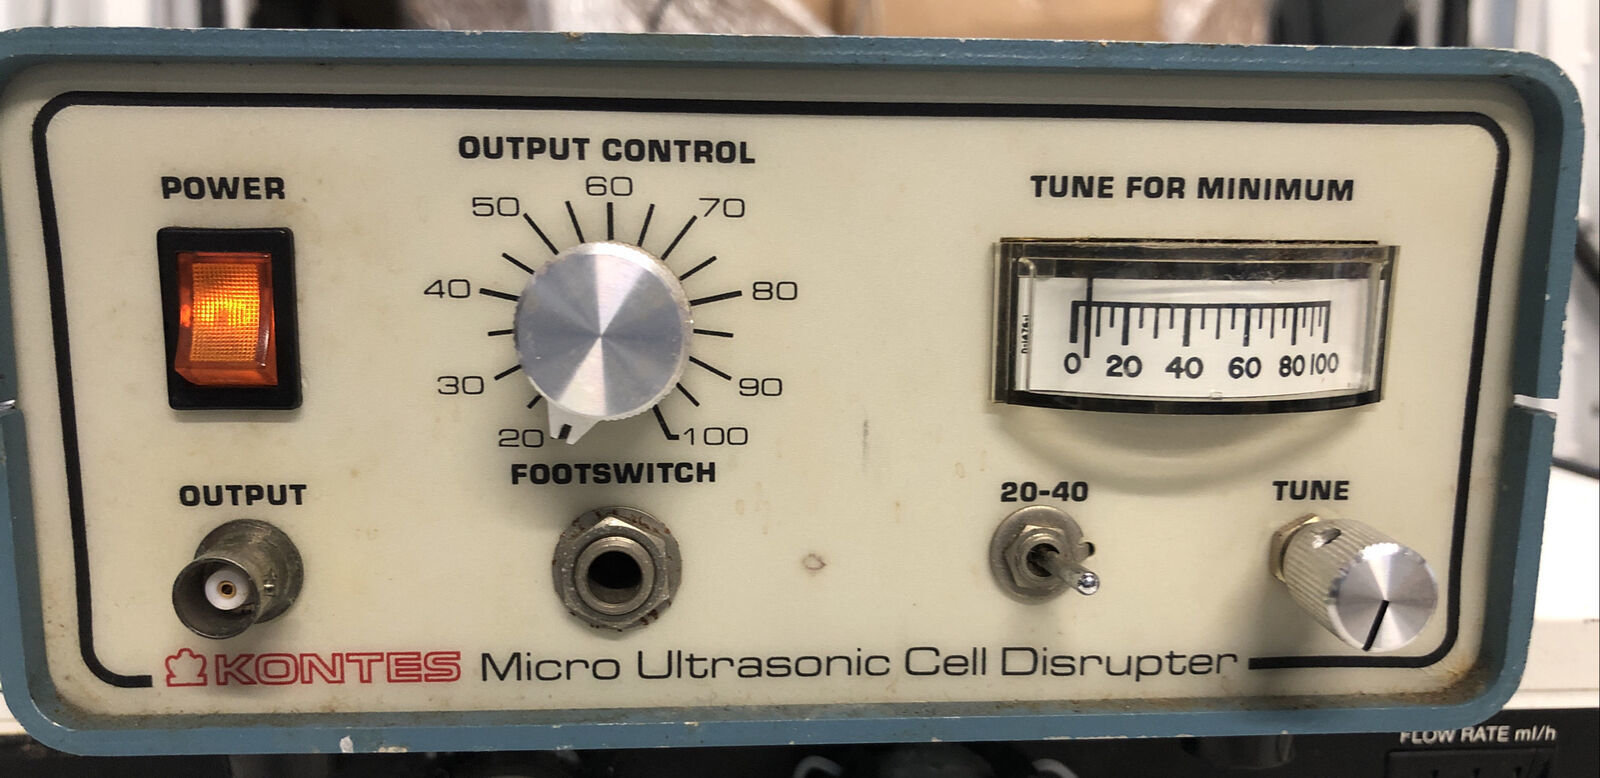 OUTPUT CONTROL
POWER
TUNE FOR MINIMUM
20 30 40 50 60 70 80 90 100
0 20 40 60 80 100
FOOTSWITCH
OUTPUT
20-40
TUNE
KONTES Micro Ultrasonic Cell Disrupter
FLOW RATE ml/h